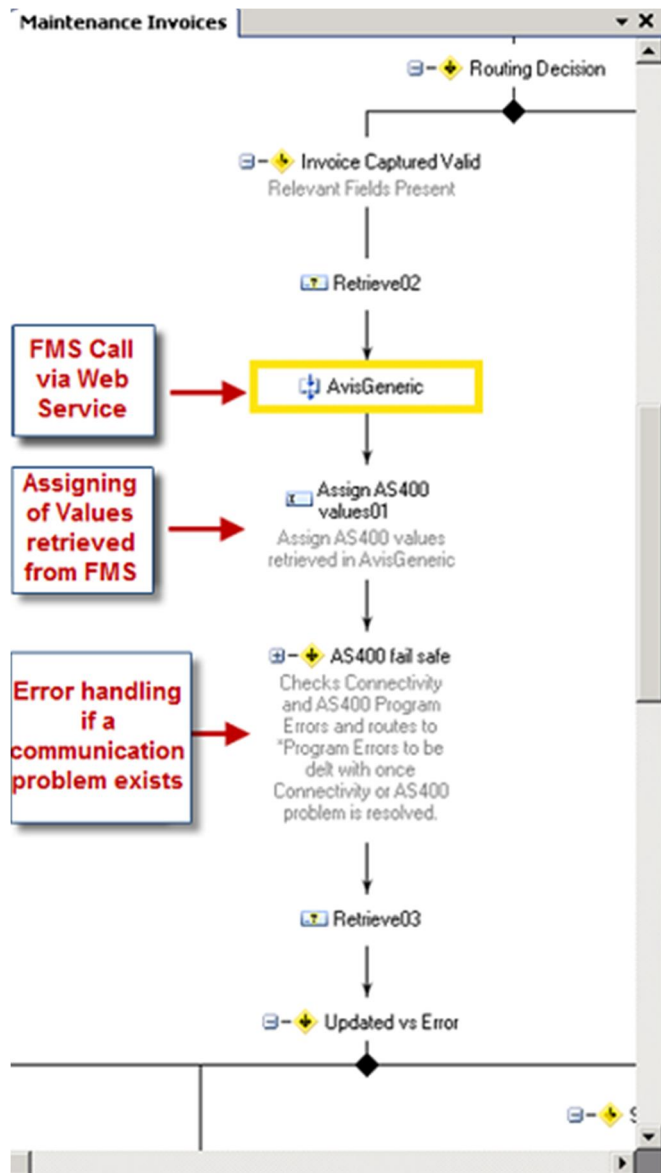 Maintenance Invoices
Routing Decision
Invoice Captured Valid
Relevant Fields Present
Retrieve02
FMS Call
via Web
Service
AvisGeneric
Assigning
of Values
retrieved
from FMS
Assign AS400
values01
Assign AS400 values
retrieved in AvisGeneric
Error handling
if a
communication
problem exists
AS400 fail safe
Checks Connectivity
and AS400 Program
Errors and routes to
"Program Errors to be
delt with once
Connectivity or AS400
problem is resolved.
Retrieve03
Updated vs Error